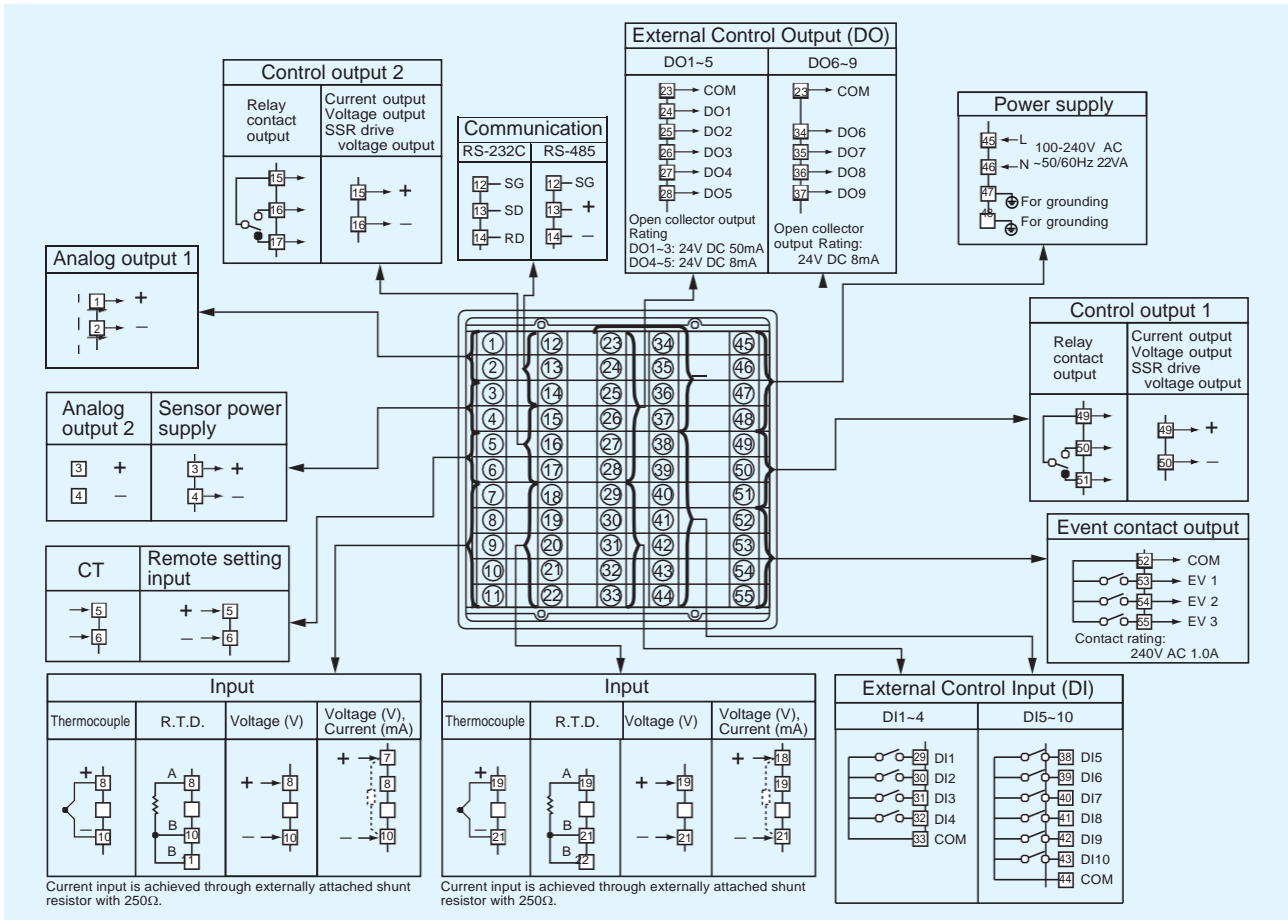 External Control Output (DO)
DO1~5
DO6~9
23 COM
24 DO1
25 DO2
26 DO3
27 DO4
28 DO5
Open collector output
Rating
DO1~3: 24V DC 50mA
DO4~5: 24V DC 8mA
23 COM
34 DO6
35 DO7
36 DO8
37 DO9
Open collector
output Rating:
24V DC 8mA
Control output 2
Relay
contact
output
15
16
17
Current output
Voltage output
SSR drive
voltage output
15 +
16 −
Communication
RS-232C
RS-485
12 SG
13 SD
14 RD
12 SG
13 +
14 −
Power supply
45 L
46 N
100-240V AC
~50/60Hz 22VA
47 For grounding
48 For grounding
Analog output 1
1 +
2 −
Analog
output 2
3 +
4 −
Sensor power
supply
3 +
4 −
CT
5
6
Remote setting
input
+ 5
− 6
1 12 23 34 45
2 13 24 35 46
3 14 25 36 47
4 15 26 37 48
5 16 27 38 49
6 17 28 39 50
7 18 29 40 51
8 19 30 41 52
9 20 31 42 53
10 21 32 43 54
11 22 33 44 55
Control output 1
Relay
contact
output
49
50
51
Current output
Voltage output
SSR drive
voltage output
49 +
50 −
Event contact output
52 COM
53 EV 1
54 EV 2
55 EV 3
Contact rating:
240V AC 1.0A
Input
Thermocouple
R.T.D.
Voltage (V)
Voltage (V),
Current (mA)
+ 8
− 10
A 8
B 10
B 11
+ 8
− 10
+ 7
8
− 10
Current input is achieved through externally attached shunt
resistor with 250Ω.
Input
Thermocouple
R.T.D.
Voltage (V)
Voltage (V),
Current (mA)
+ 19
− 21
A 19
B 21
B 22
+ 19
− 21
+ 18
19
− 21
Current input is achieved through externally attached shunt
resistor with 250Ω.
External Control Input (DI)
DI1~4
DI5~10
29 DI1
30 DI2
31 DI3
32 DI4
33 COM
38 DI5
39 DI6
40 DI7
41 DI8
42 DI9
43 DI10
44 COM